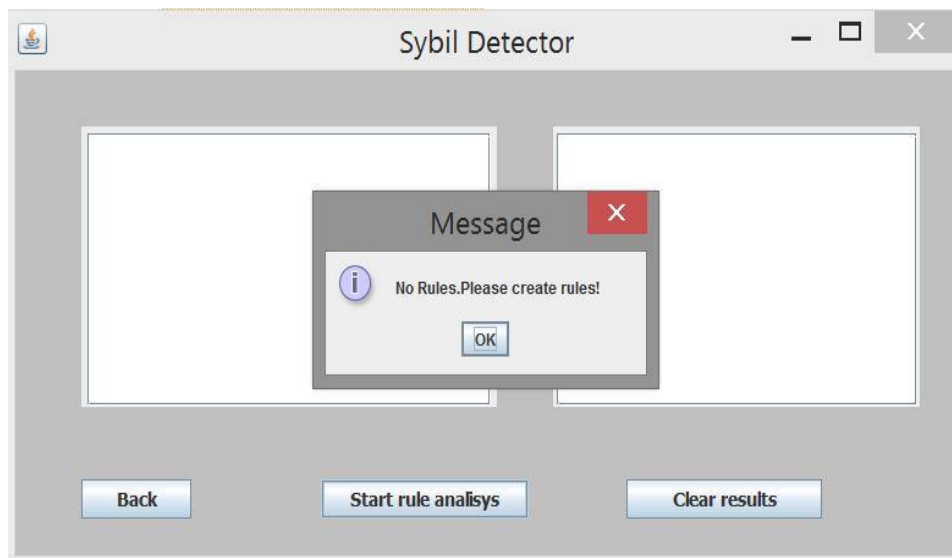 Sybil Detector
Message
No Rules.Please create rules!
OK
Back
Start rule analisys
Clear results